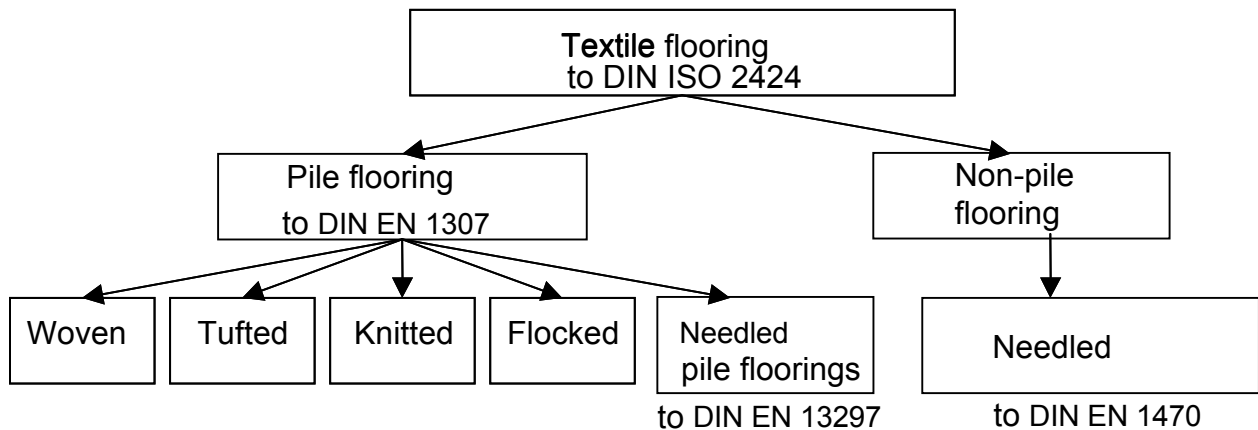 Textile flooring
to DIN ISO 2424
Pile flooring
to DIN EN 1307
Non-pile
flooring
Woven
Tufted
Knitted
Flocked
Needled
pile floorings
Needled
to DIN EN 13297
to DIN EN 1470